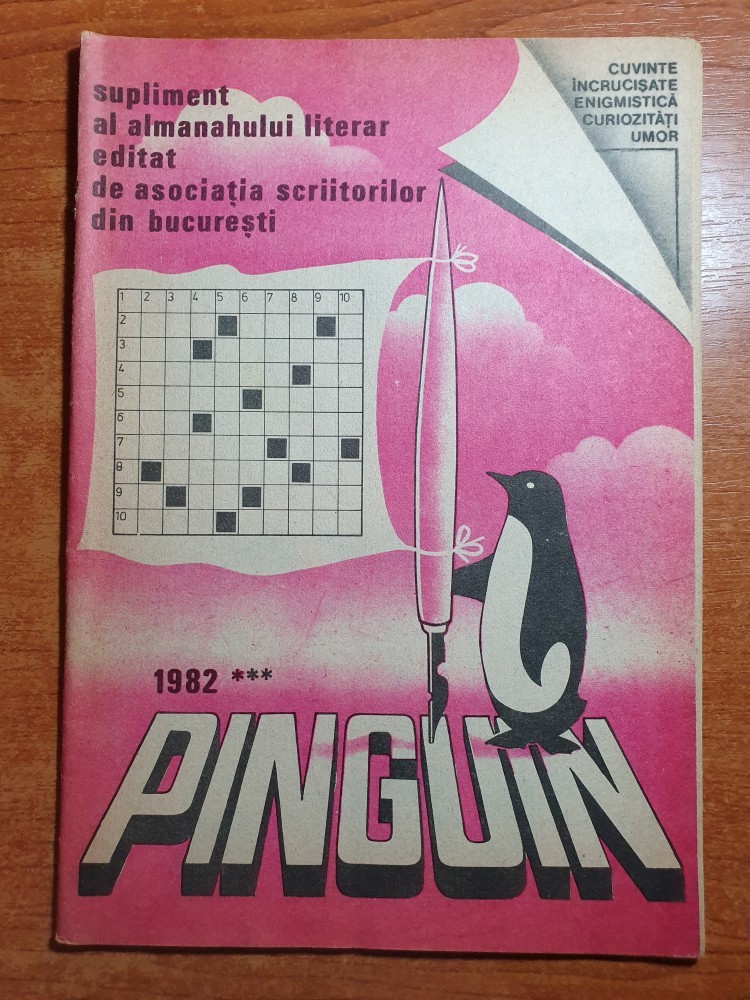 supliment
al almanahului literar
editat
de asociația scriitorilor
din bucurești
CUVINTE
ÎNCRUCIȘATE
ENIGMISTICĂ
CURIOZITĂȚI
UMOR
1 2 3 4 5 6 7 8 9 10
2
3
4
5
6
7
8
9
10
1982 ***
PINGUIN